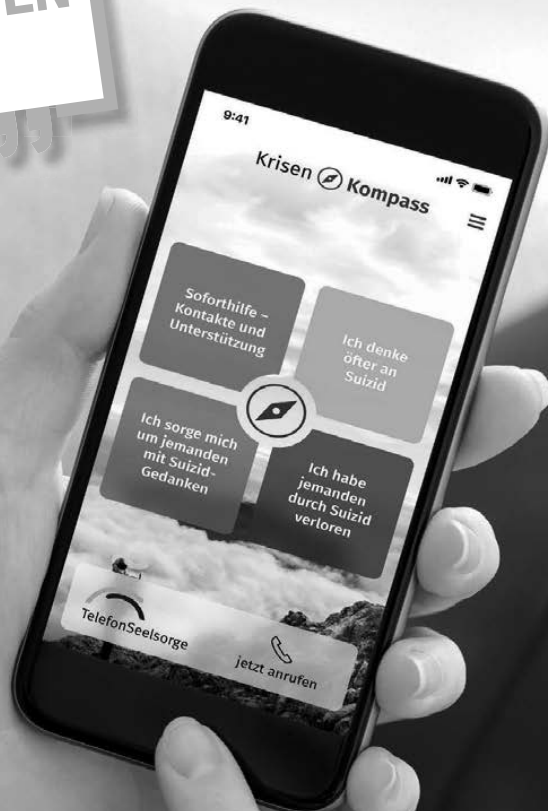 EN
9:41
Krisen Kompass
Soforthilfe –
Kontakte und
Unterstützung
Ich denke
öfter an
Suizid
Ich sorge mich
um jemanden
mit Suizid-
Gedanken
Ich habe
jemanden
durch Suizid
verloren
TelefonSeelsorge
jetzt anrufen